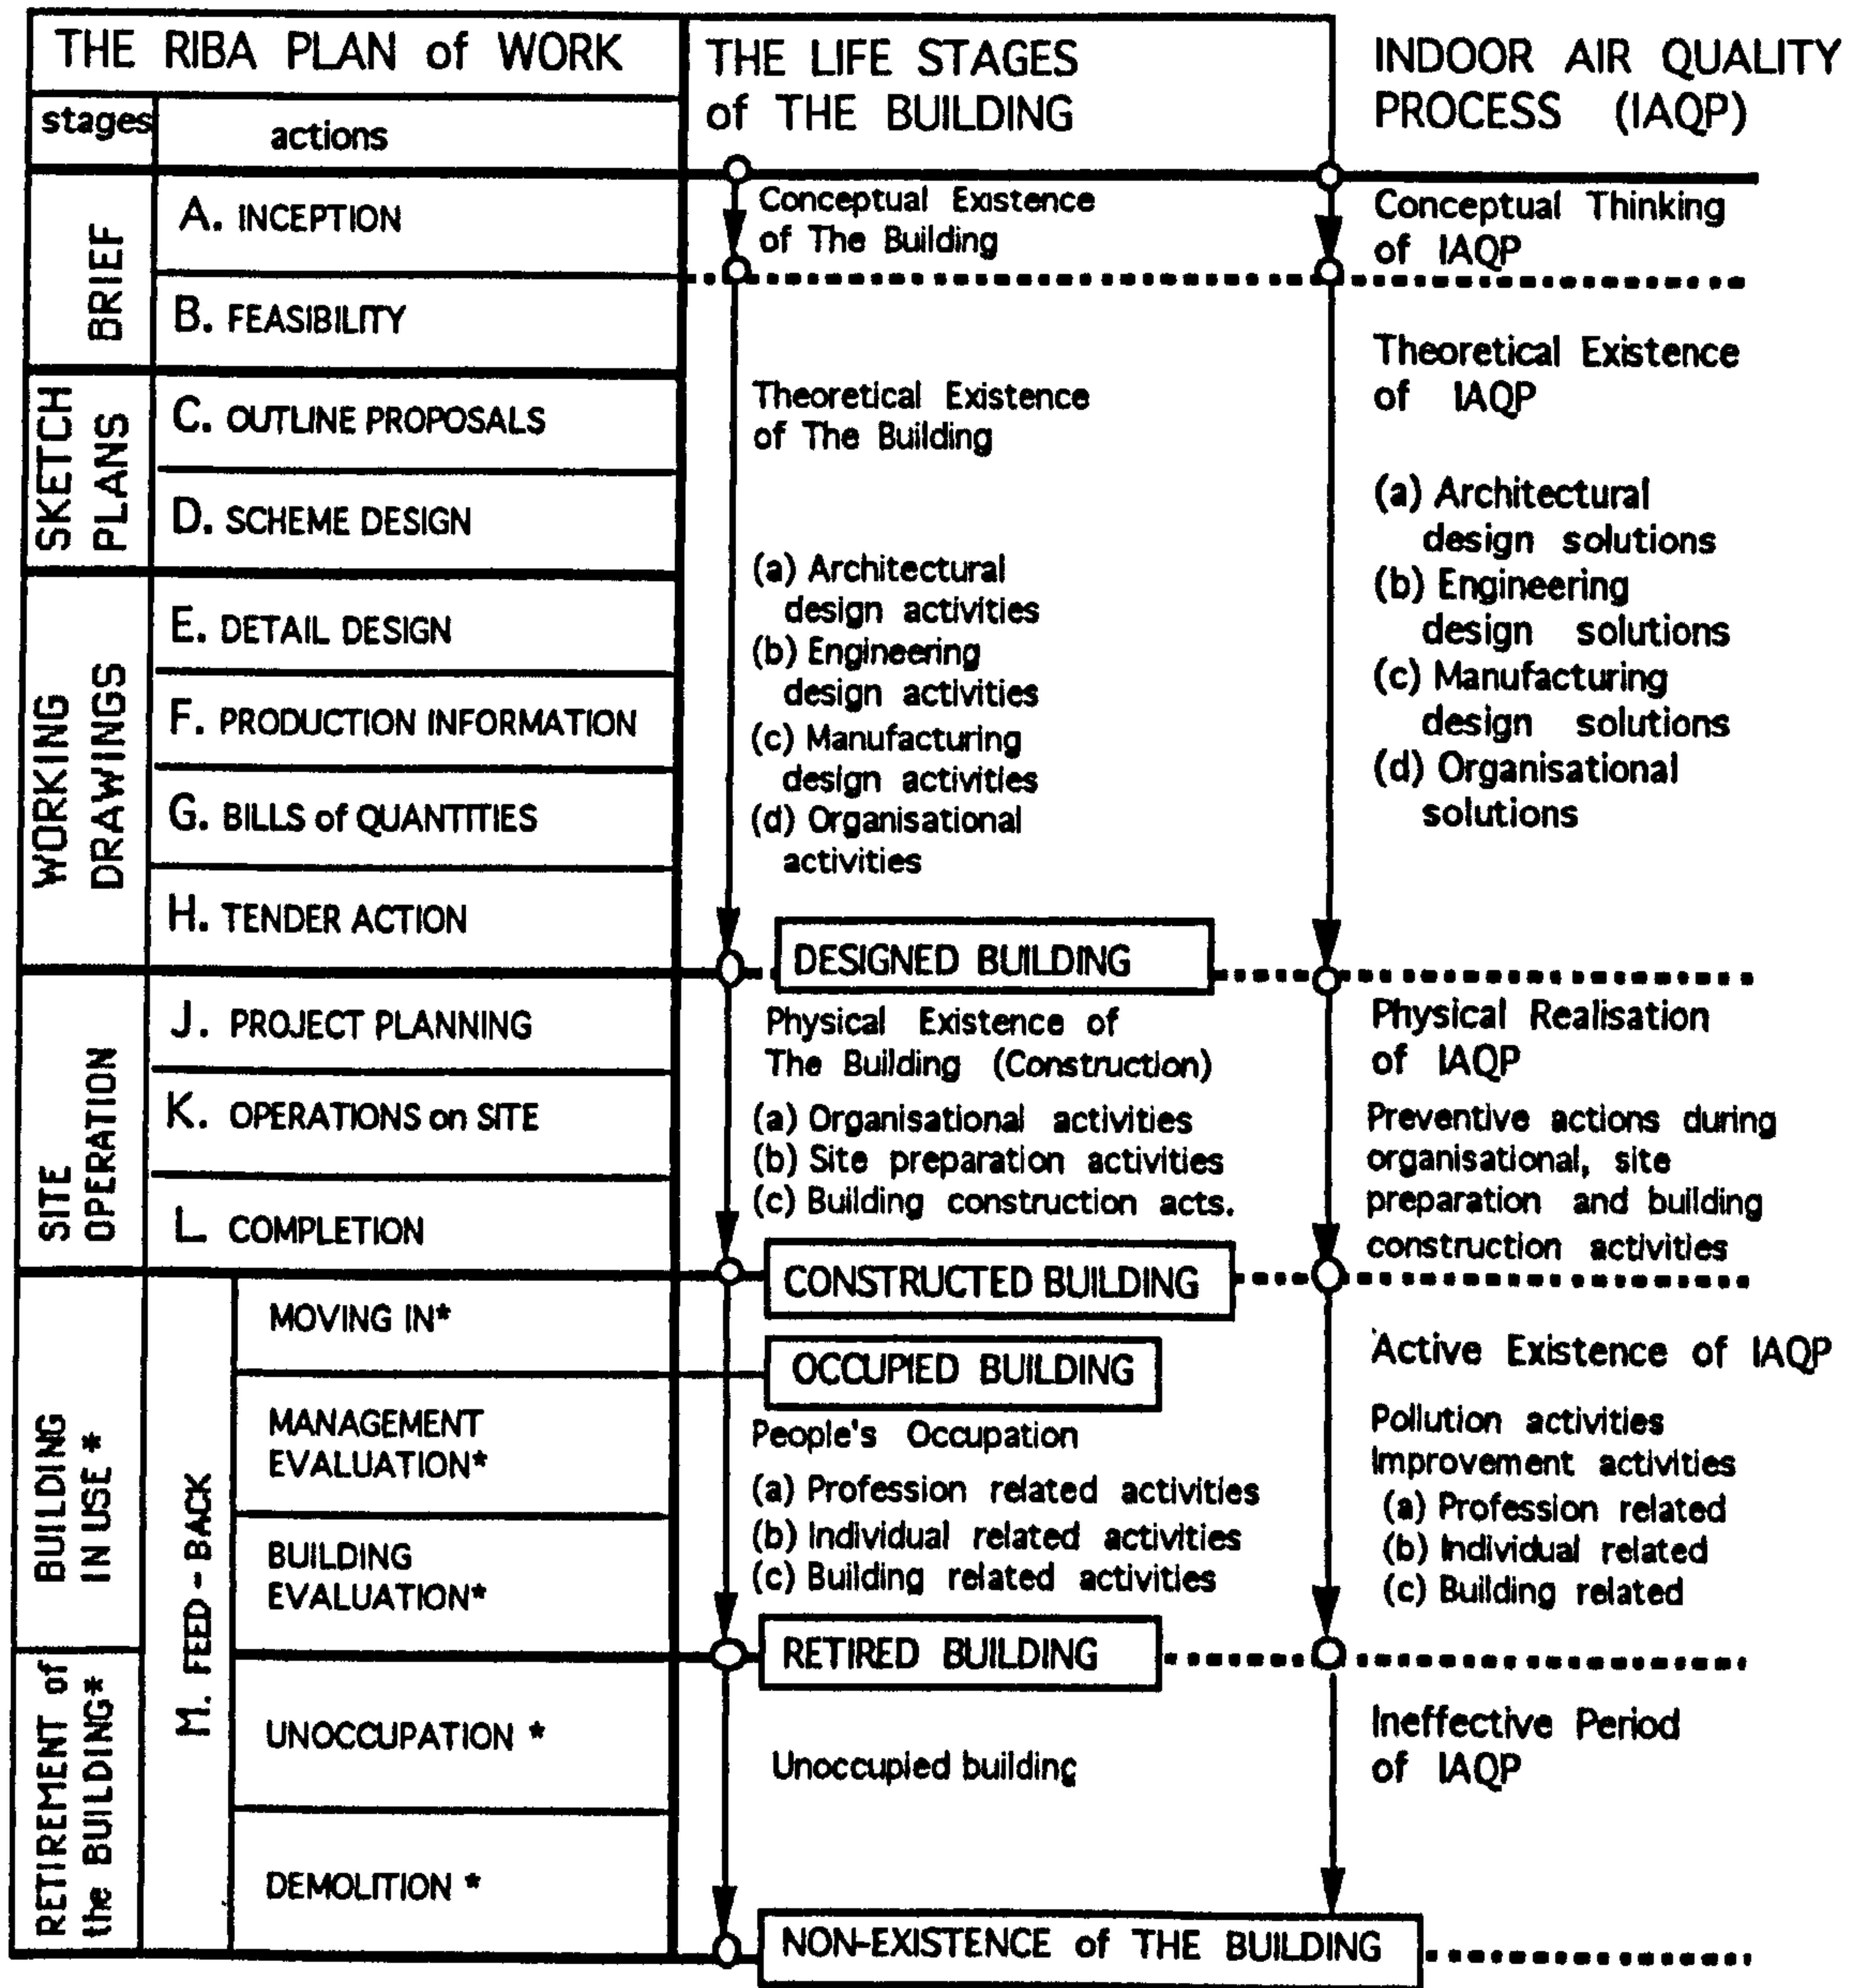 THE RIBA PLAN of WORK
stages
actions
BRIEF
A. INCEPTION
B. FEASIBILITY
SKETCH
PLANS
C. OUTLINE PROPOSALS
D. SCHEME DESIGN
WORKING
DRAWINGS
E. DETAIL DESIGN
F. PRODUCTION INFORMATION
G. BILLS of QUANTITIES
H. TENDER ACTION
SITE
OPERATION
J. PROJECT PLANNING
K. OPERATIONS on SITE
L COMPLETION
BUILDING
IN USE *
M. FEED-BACK
MOVING IN*
MANAGEMENT
EVALUATION*
BUILDING
EVALUATION*
RETIREMENT of
the BUILDING*
UNOCCUPATION *
DEMOLITION *
THE LIFE STAGES
of THE BUILDING
Conceptual Existence
of The Building
Theoretical Existence
of The Building
(a) Architectural
design activities
(b) Engineering
design activities
(c) Manufacturing
design activities
(d) Organisational
activities
DESIGNED BUILDING
Physical Existence of
The Building (Construction)
(a) Organisational activities
(b) Site preparation activities
(c) Building construction acts.
CONSTRUCTED BUILDING
OCCUPIED BUILDING
People's Occupation
(a) Profession related activities
(b) Individual related activities
(c) Building related activities
RETIRED BUILDING
Unoccupied building
NON-EXISTENCE of THE BUILDING
INDOOR AIR QUALITY
PROCESS (IAQP)
Conceptual Thinking
of IAQP
Theoretical Existence
of IAQP
(a) Architectural
design solutions
(b) Engineering
design solutions
(c) Manufacturing
design solutions
(d) Organisational
solutions
Physical Realisation
of IAQP
Preventive actions during
organisational, site
preparation and building
construction activities
Active Existence of IAQP
Pollution activities
Improvement activities
(a) Profession related
(b) Individual related
(c) Building related
Ineffective Period
of IAQP